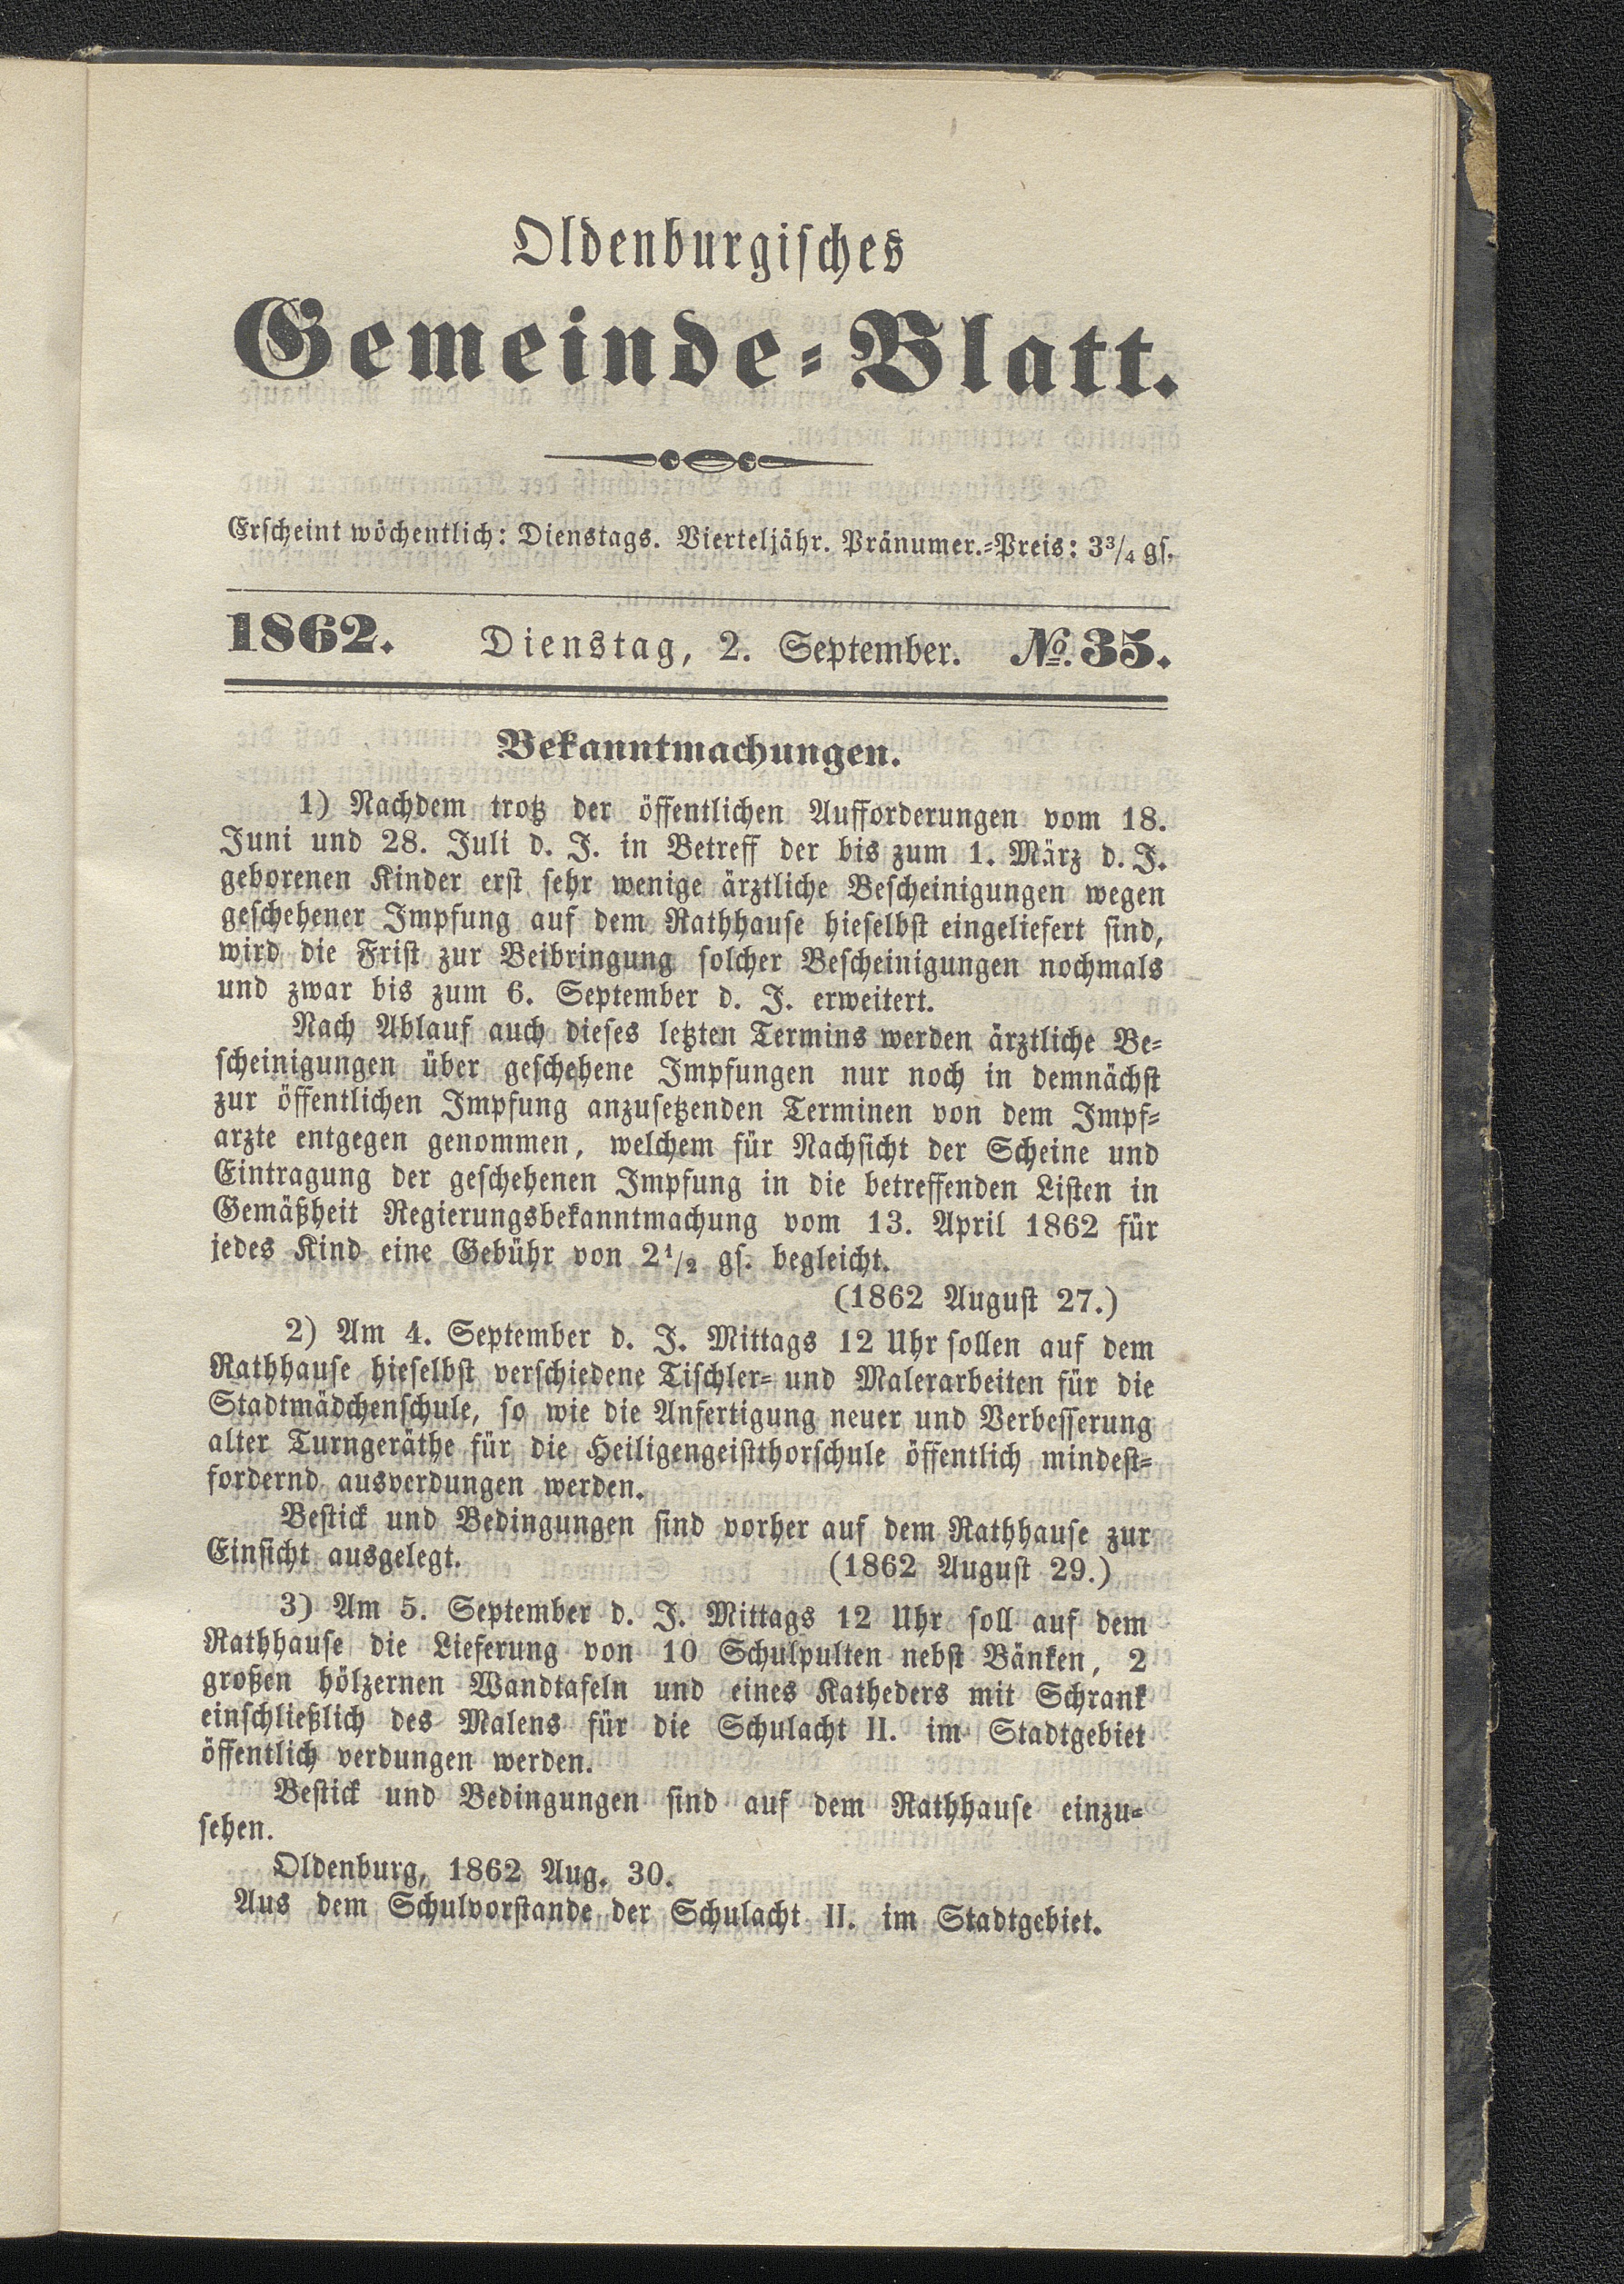 Oldenburgisches
Gemeinde-Blatt.
Erscheint wöchentlich: Dienstags. Vierteljähr. Pränumer.-Preis: 3³/₄ gs.
1862. Dienstag, 2. September. №. 35.
Bekanntmachungen.
1) Nachdem trotz der öffentlichen Aufforderungen vom 18.
Juni und 28. Juli d. J. in Betreff der bis zum 1. März d. J.
geborenen Kinder erst sehr wenige ärztliche Bescheinigungen wegen
geschehener Impfung auf dem Rathhause hieselbst eingeliefert sind,
wird die Frist zur Beibringung solcher Bescheinigungen nochmals
und zwar bis zum 6. September d. J. erweitert.
Nach Ablauf auch dieses letzten Termins werden ärztliche Be-
scheinigungen über geschehene Impfungen nur noch in demnächst
zur öffentlichen Impfung anzusetzenden Terminen von dem Impf-
arzte entgegen genommen, welchem für Nachsicht der Scheine und
Eintragung der geschehenen Impfung in die betreffenden Listen in
Gemäßheit Regierungsbekanntmachung vom 13. April 1862 für
jedes Kind eine Gebühr von 2¹/₂ gs. begleicht.
(1862 August 27.)
2) Am 4. September d. J. Mittags 12 Uhr sollen auf dem
Rathhause hieselbst verschiedene Tischler- und Malerarbeiten für die
Stadtmädchenschule, so wie die Anfertigung neuer und Verbesserung
alter Turngeräthe für die Heiligengeistthorschule öffentlich mindest-
fordernd ausverdungen werden.
Bestick und Bedingungen sind vorher auf dem Rathhause zur
Einsicht ausgelegt. (1862 August 29.)
3) Am 5. September d. J. Mittags 12 Uhr soll auf dem
Rathhause die Lieferung von 10 Schulpulten nebst Bänken, 2
großen hölzernen Wandtafeln und eines Katheders mit Schrank
einschließlich des Malens für die Schulacht II. im Stadtgebiet
öffentlich verdungen werden.
Bestick und Bedingungen sind auf dem Rathhause einzu-
sehen.
Oldenburg, 1862 Aug. 30.
Aus dem Schulvorstande der Schulacht II. im Stadtgebiet.